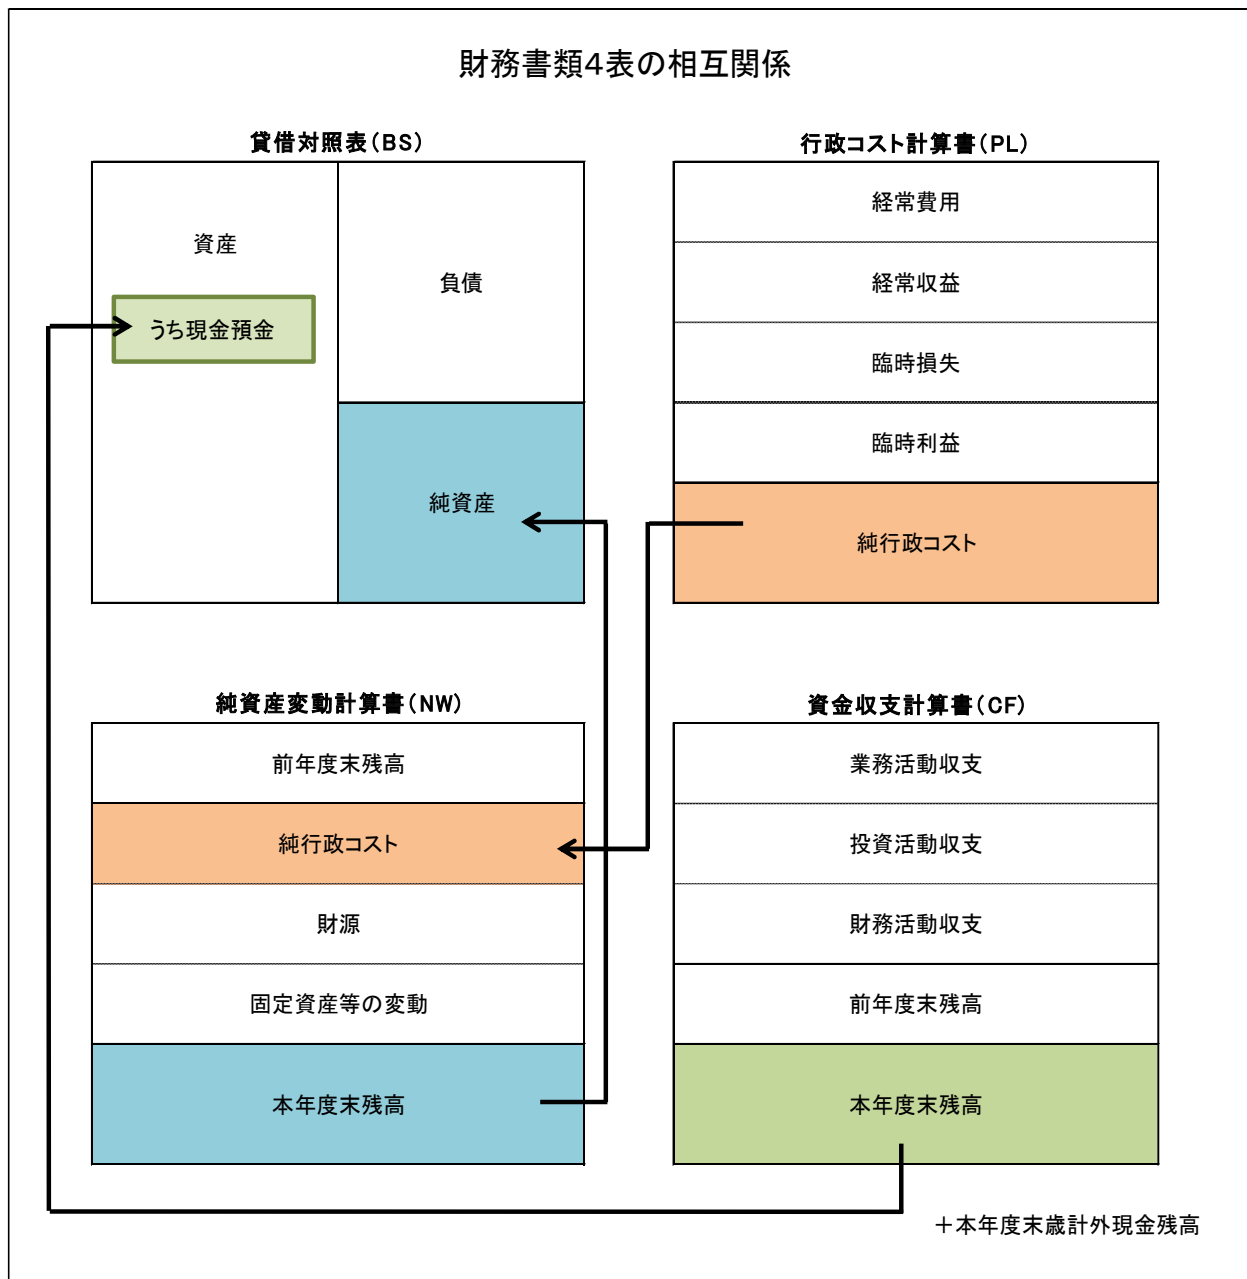 財務書類4表の相互関係
貸借対照表(BS)
資産
うち現金預金
負債
純資産
行政コスト計算書(PL)
経常費用
経常収益
臨時損失
臨時利益
純行政コスト
純資産変動計算書(NW)
前年度末残高
純行政コスト
財源
固定資産等の変動
本年度末残高
資金収支計算書(CF)
業務活動収支
投資活動収支
財務活動収支
前年度末残高
本年度末残高
+本年度末歳計外現金残高